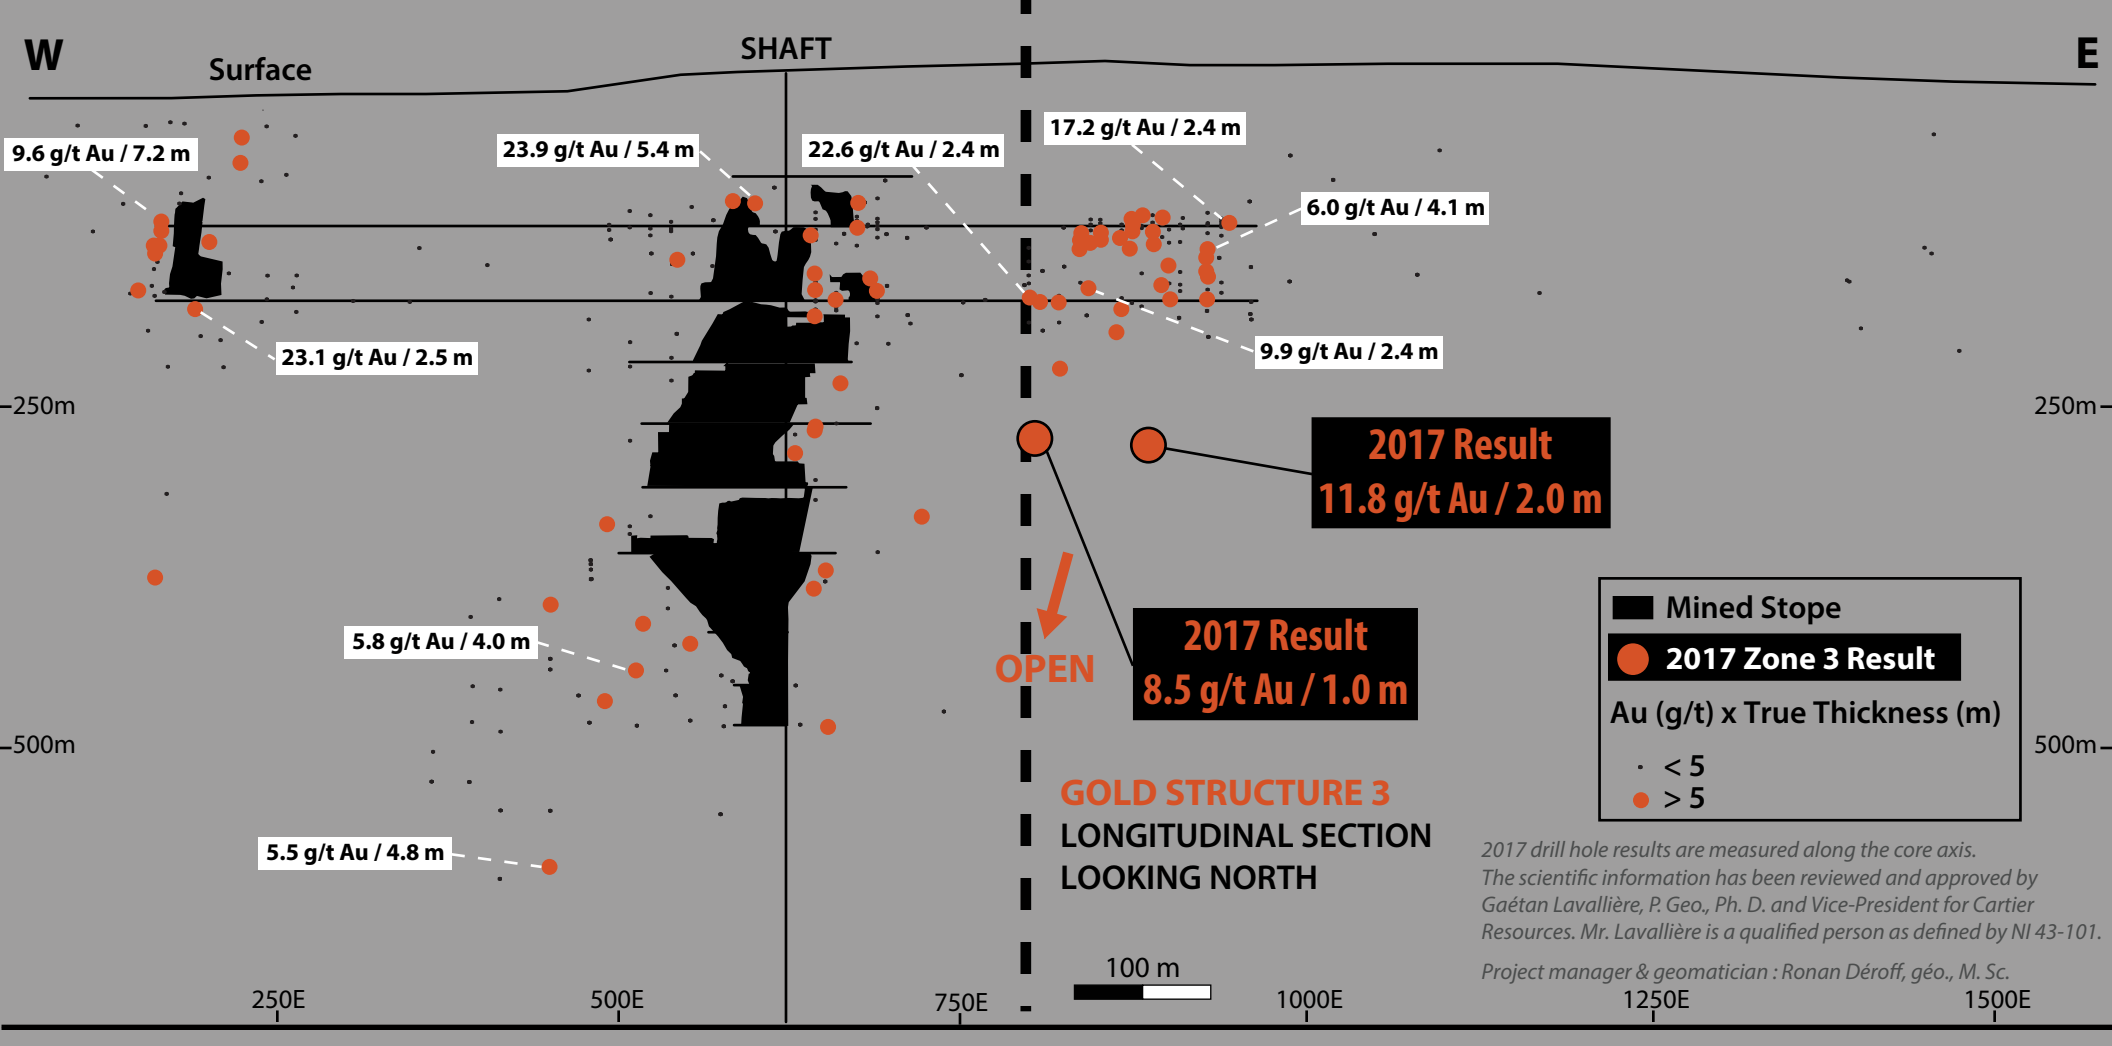 W
SHAFT
E
Surface
9.6 g/t Au / 7.2 m
23.9 g/t Au / 5.4 m
22.6 g/t Au / 2.4 m
17.2 g/t Au / 2.4 m
6.0 g/t Au / 4.1 m
23.1 g/t Au / 2.5 m
9.9 g/t Au / 2.4 m
250m
250m
2017 Result
11.8 g/t Au / 2.0 m
5.8 g/t Au / 4.0 m
OPEN
2017 Result
8.5 g/t Au / 1.0 m
Mined Stope
2017 Zone 3 Result
Au (g/t) x True Thickness (m)
< 5
> 5
500m
500m
5.5 g/t Au / 4.8 m
GOLD STRUCTURE 3
LONGITUDINAL SECTION
LOOKING NORTH
2017 drill hole results are measured along the core axis.
The scientific information has been reviewed and approved by
Gaétan Lavallière, P. Geo., Ph. D. and Vice-President for Cartier
Resources. Mr. Lavallière is a qualified person as defined by NI 43-101.
Project manager & geomatician : Ronan Déroff, géo., M. Sc.
100 m
250E
500E
750E
1000E
1250E
1500E